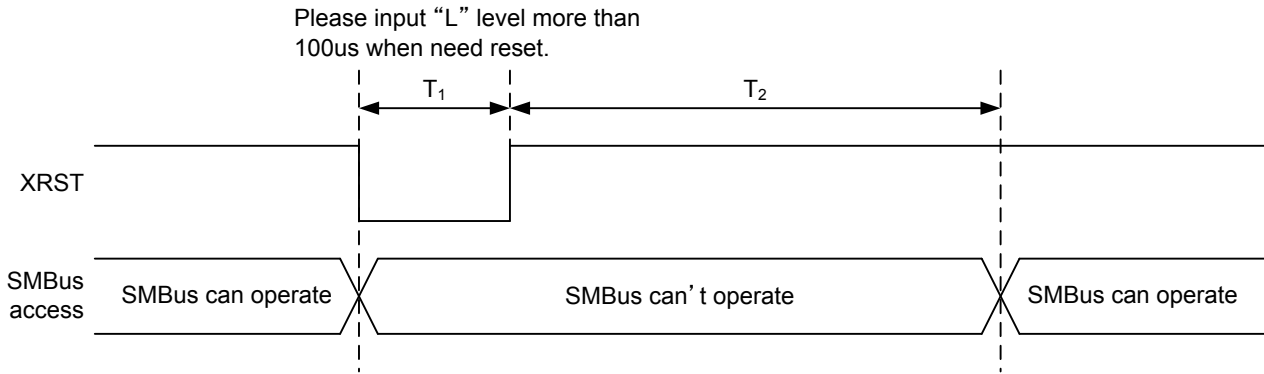 Please input “L” level more than
100us when need reset.
T₁
T₂
XRST
SMBus
access
SMBus can operate
SMBus can’t operate
SMBus can operate